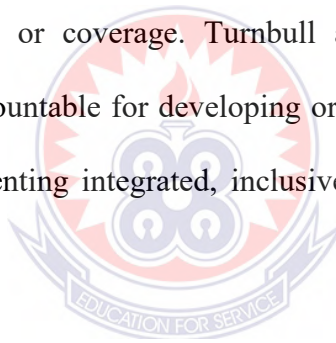 or coverage. Turnbull
ountable for developing or
enting integrated, inclusive
EDUCATION FOR SERVICE